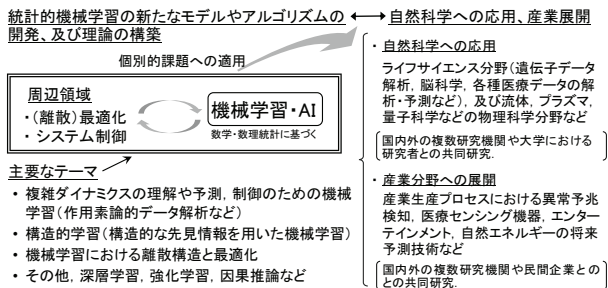 統計的機械学習の新たなモデルやアルゴリズムの
開発、及び理論の構築
個別的課題への適用
周辺領域
・(離散)最適化
・システム制御
機械学習・AI
数学・数理統計に基づく
主要なテーマ
• 複雑ダイナミクスの理解や予測, 制御のための機械
学習(作用素論的データ解析など)
• 構造的学習(構造的な先見情報を用いた機械学習)
• 機械学習における離散構造と最適化
• その他, 深層学習, 強化学習, 因果推論など
自然科学への応用、産業展開
・自然科学への応用
ライフサイエンス分野(遺伝子データ
解析, 脳科学, 各種医療データの解
析・予測など), 及び流体, プラズマ,
量子科学などの物理科学分野など
国内外の複数研究機関や大学における
研究者との共同研究.
・産業分野への展開
産業生産プロセスにおける異常予兆
検知, 医療センシング機器, エンター
テインメント, 自然エネルギーの将来
予測技術など
国内外の複数研究機関や民間企業との
との共同研究.